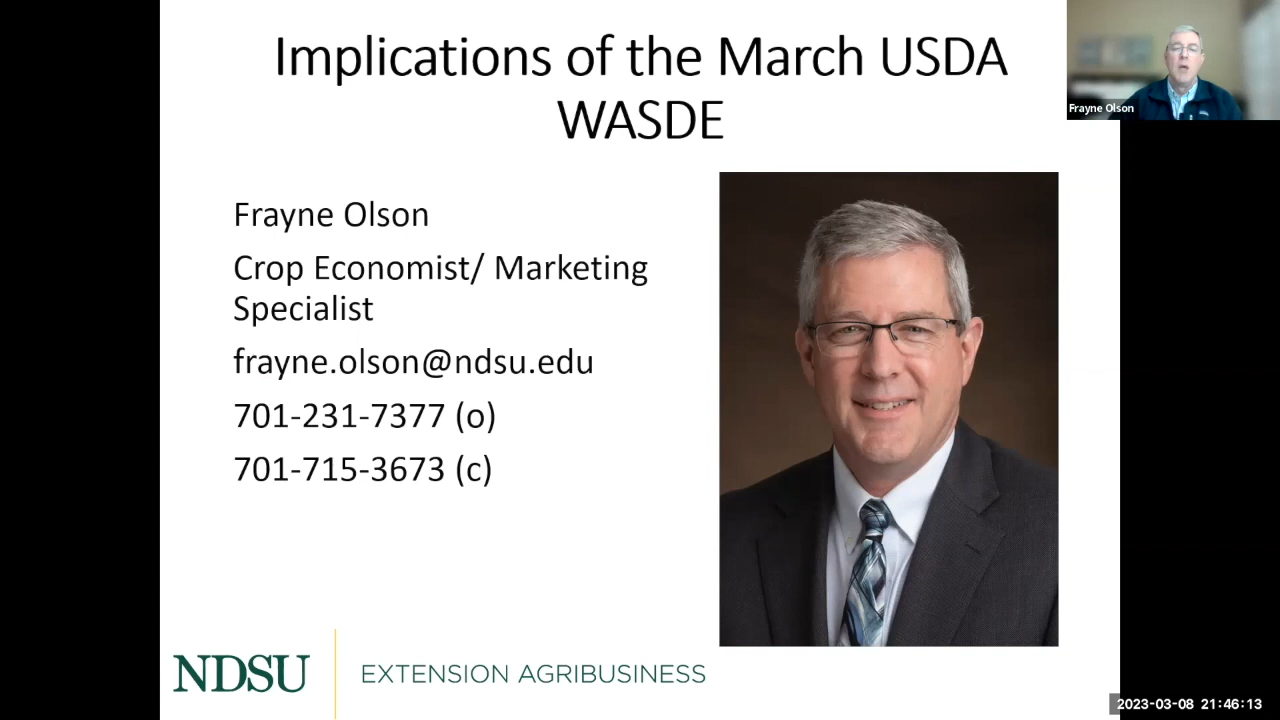 Implications of the March USDA
WASDE
Frayne Olson
Frayne Olson
Crop Economist/ Marketing
Specialist
frayne.olson@ndsu.edu
701-231-7377 (o)
701-715-3673 (c)
NDSU
EXTENSION AGRIBUSINESS
2023-03-08 21:46:13